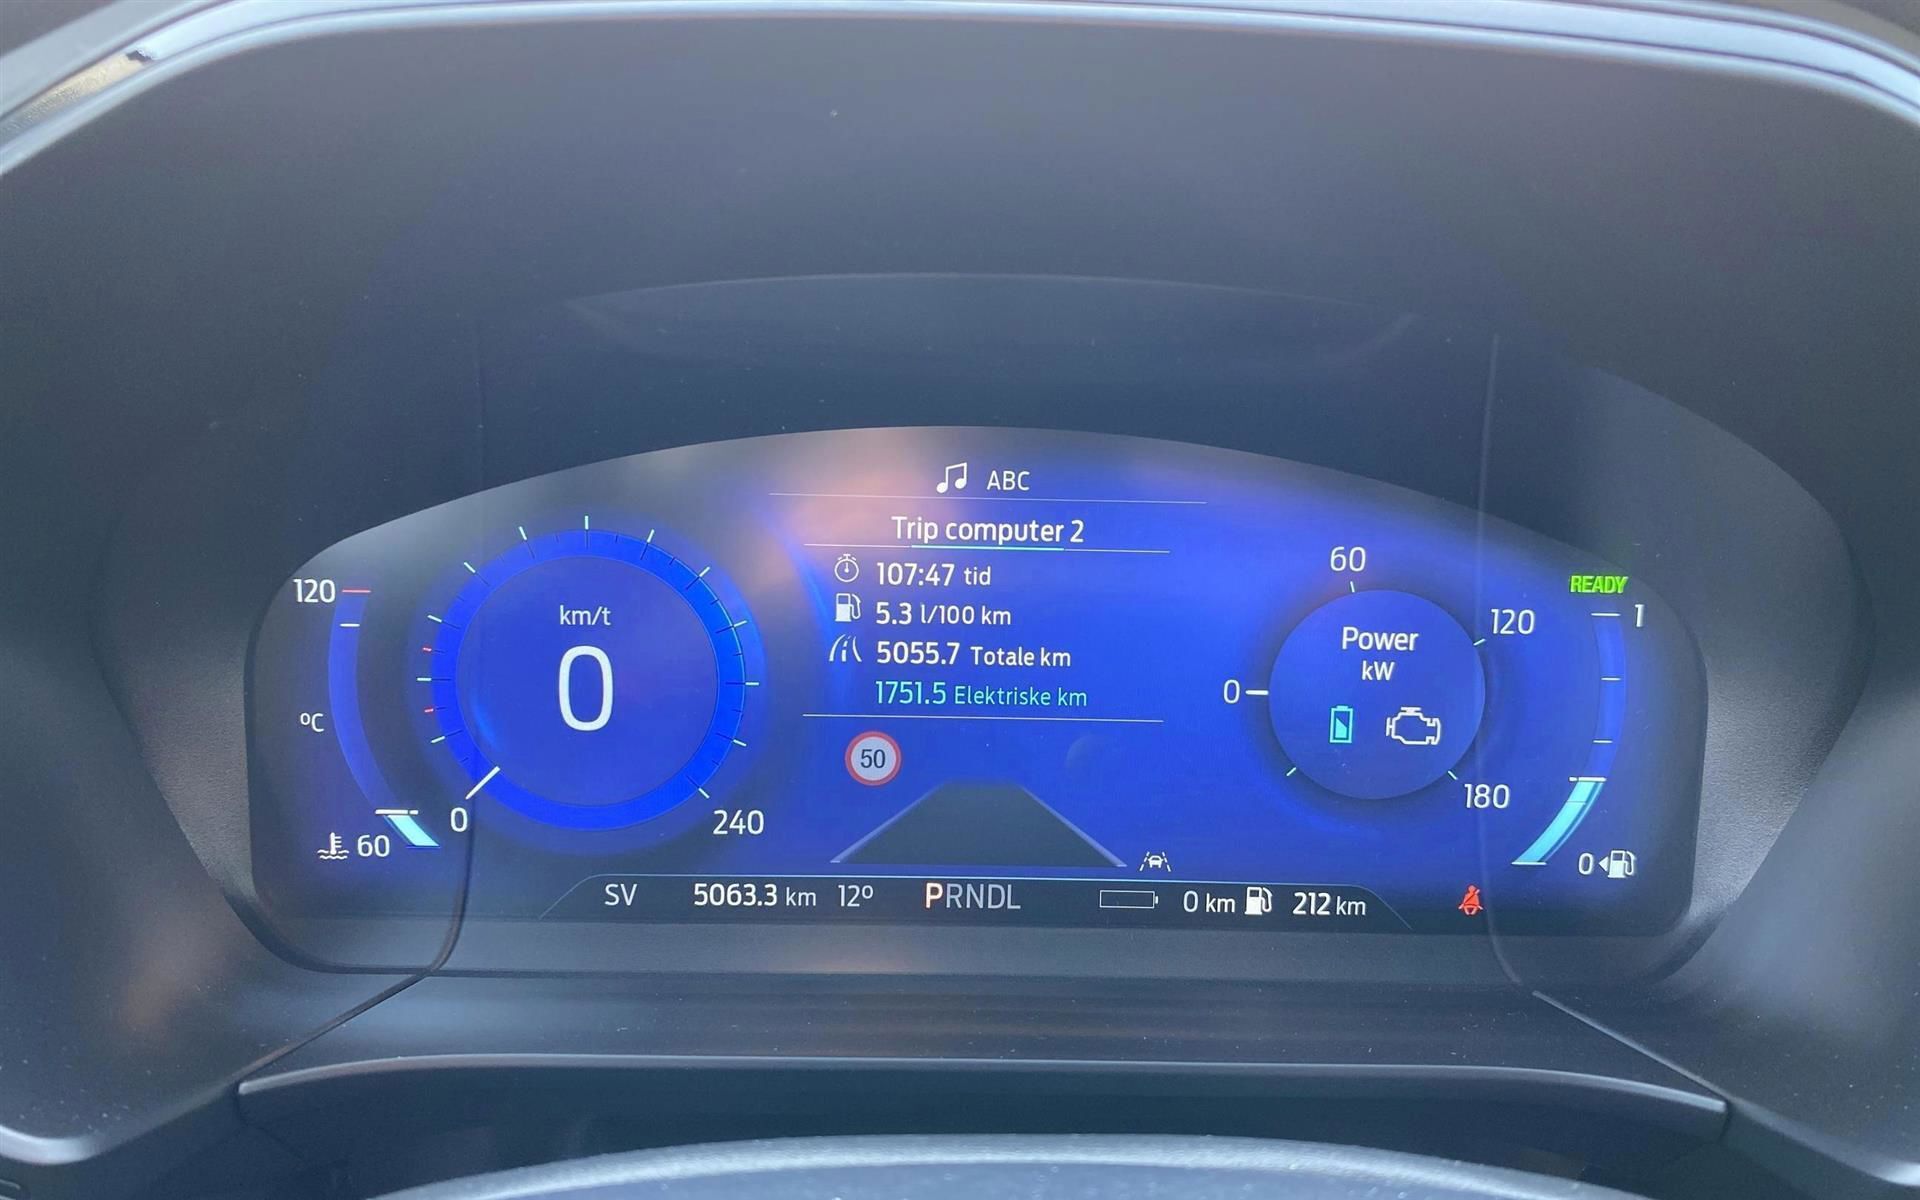 ABC
Trip computer 2
107:47 tid
5.3 l/100 km
5055.7 Totale km
1751.5 Elektriske km
50
120
ºC
60
km/t
0
0
240
60
120
0
Power
kW
180
READY
1
0
SV 5063.3 km 12º PRNDL 0 km 212 km